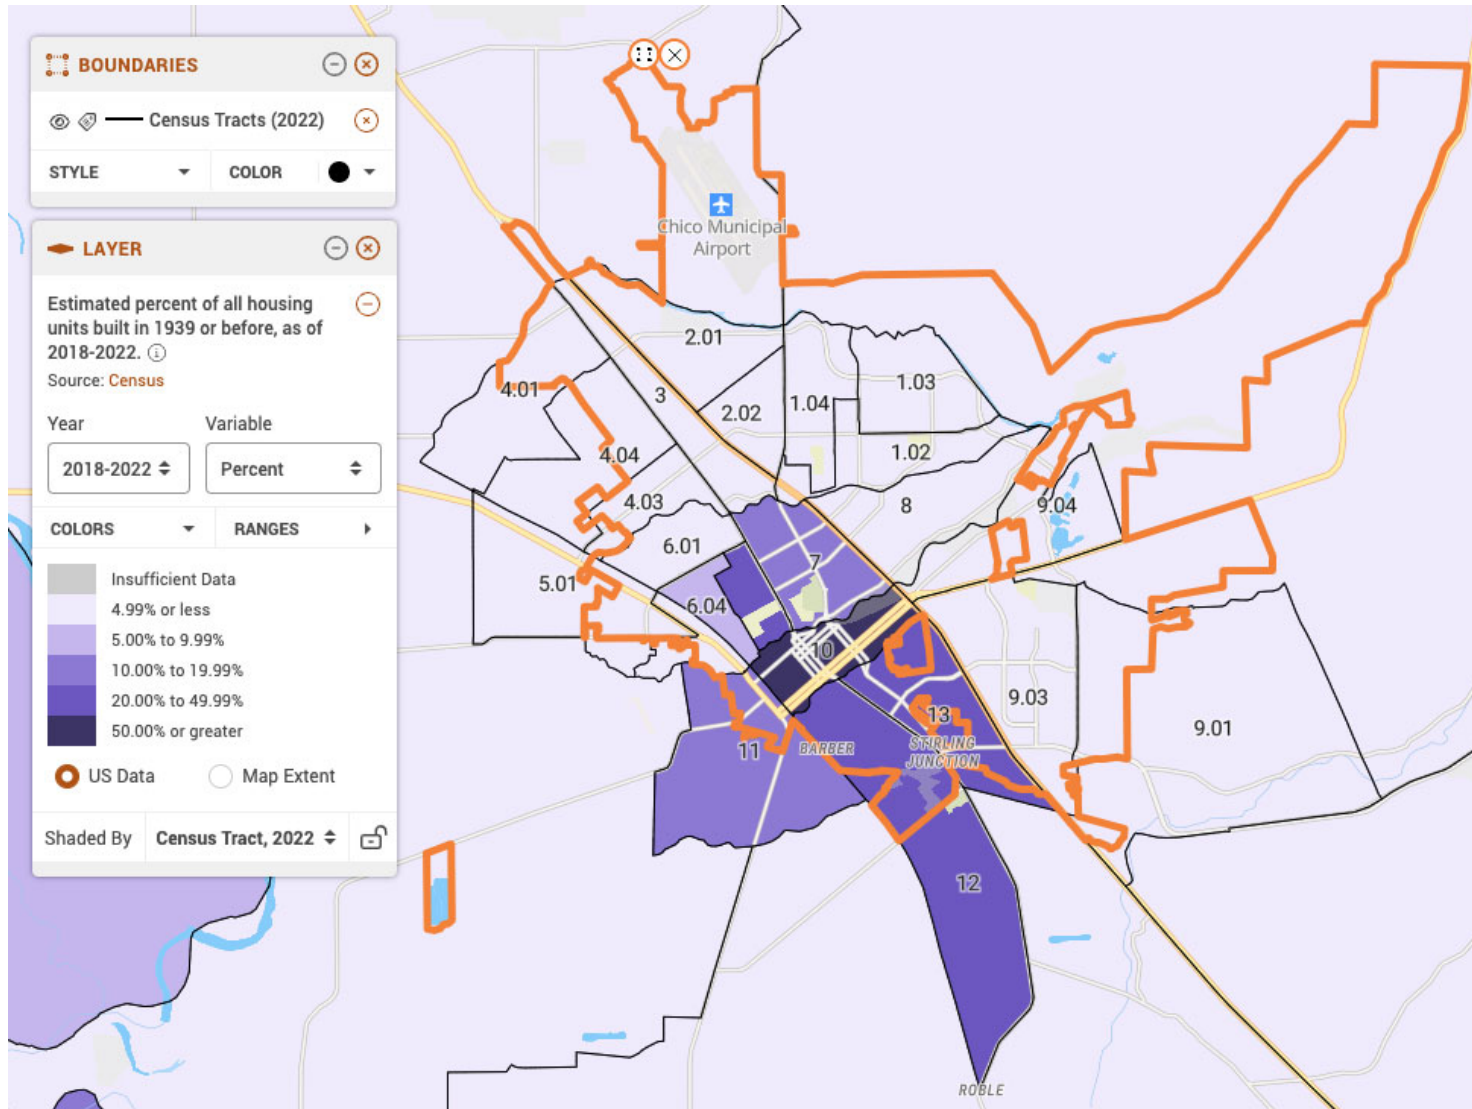 BOUNDARIES
Census Tracts (2022)
STYLE
COLOR
LAYER
Estimated percent of all housing
units built in 1939 or before, as of
2018-2022.
Source: Census
Year
Variable
2018-2022
Percent
COLORS
RANGES
Insufficient Data
4.99% or less
5.00% to 9.99%
10.00% to 19.99%
20.00% to 49.99%
50.00% or greater
US Data
Map Extent
Shaded By
Census Tract, 2022
Chico Municipal
Airport
2.01
4.01
3
2.02
1.04
1.03
4.04
1.02
4.03
8
9.04
6.01
7
5.01
6.04
10
9.03
13
9.01
11
BARBER
STIRLING
JUNCTION
12
ROBLE